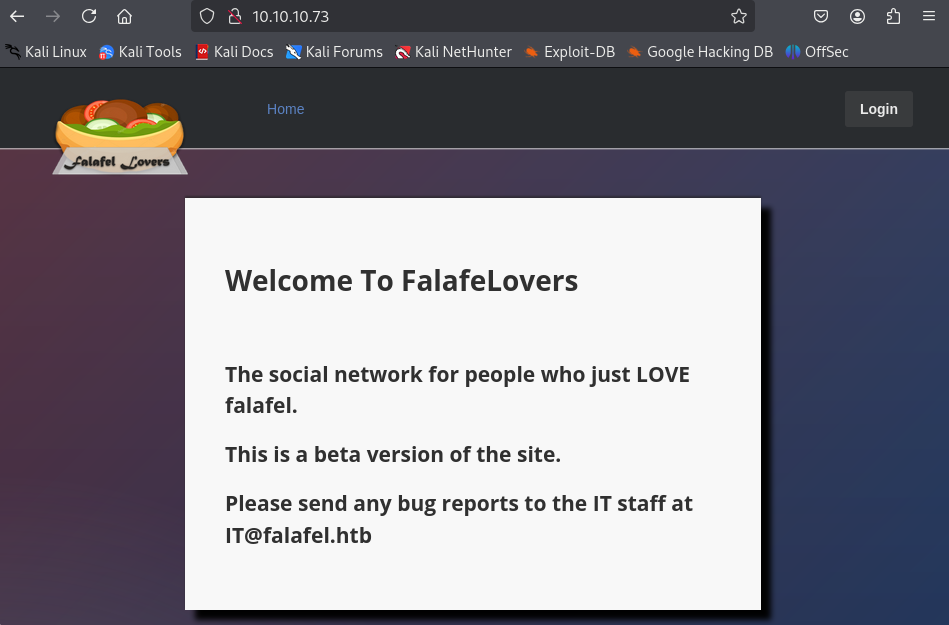 10.10.10.73
Kali Linux Kali Tools Kali Docs Kali Forums Kali NetHunter Exploit-DB Google Hacking DB OffSec
Home
Login
Falafel Lovers
Welcome To FalafeLovers
The social network for people who just LOVE
falafel.
This is a beta version of the site.
Please send any bug reports to the IT staff at
IT@falafel.htb